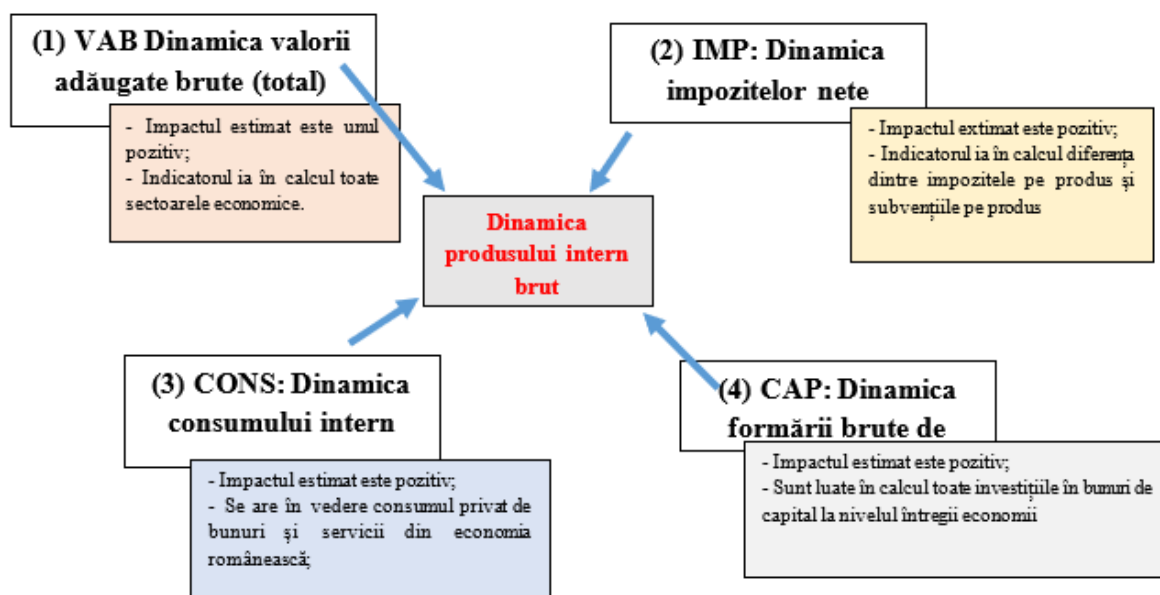 (1) VAB Dinamica valorii
adăugate brute (total)
- Impactul estimat este unul
pozitiv;
- Indicatorul ia în calcul toate
sectoarele economice.
(2) IMP: Dinamica
impozitelor nete
- Impactul extimat este pozitiv;
- Indicatorul ia în calcul diferența
dintre impozitele pe produs și
subvențiile pe produs
Dinamica
produsului intern
brut
(3) CONS: Dinamica
consumului intern
- Impactul estimat este pozitiv;
- Se are în vedere consumul privat de
bunuri și servicii din economia
românească;
(4) CAP: Dinamica
formării brute de
- Impactul estimat este pozitiv;
- Sunt luate în calcul toate investițiile în bunuri de
capital la nivelul întregii economii